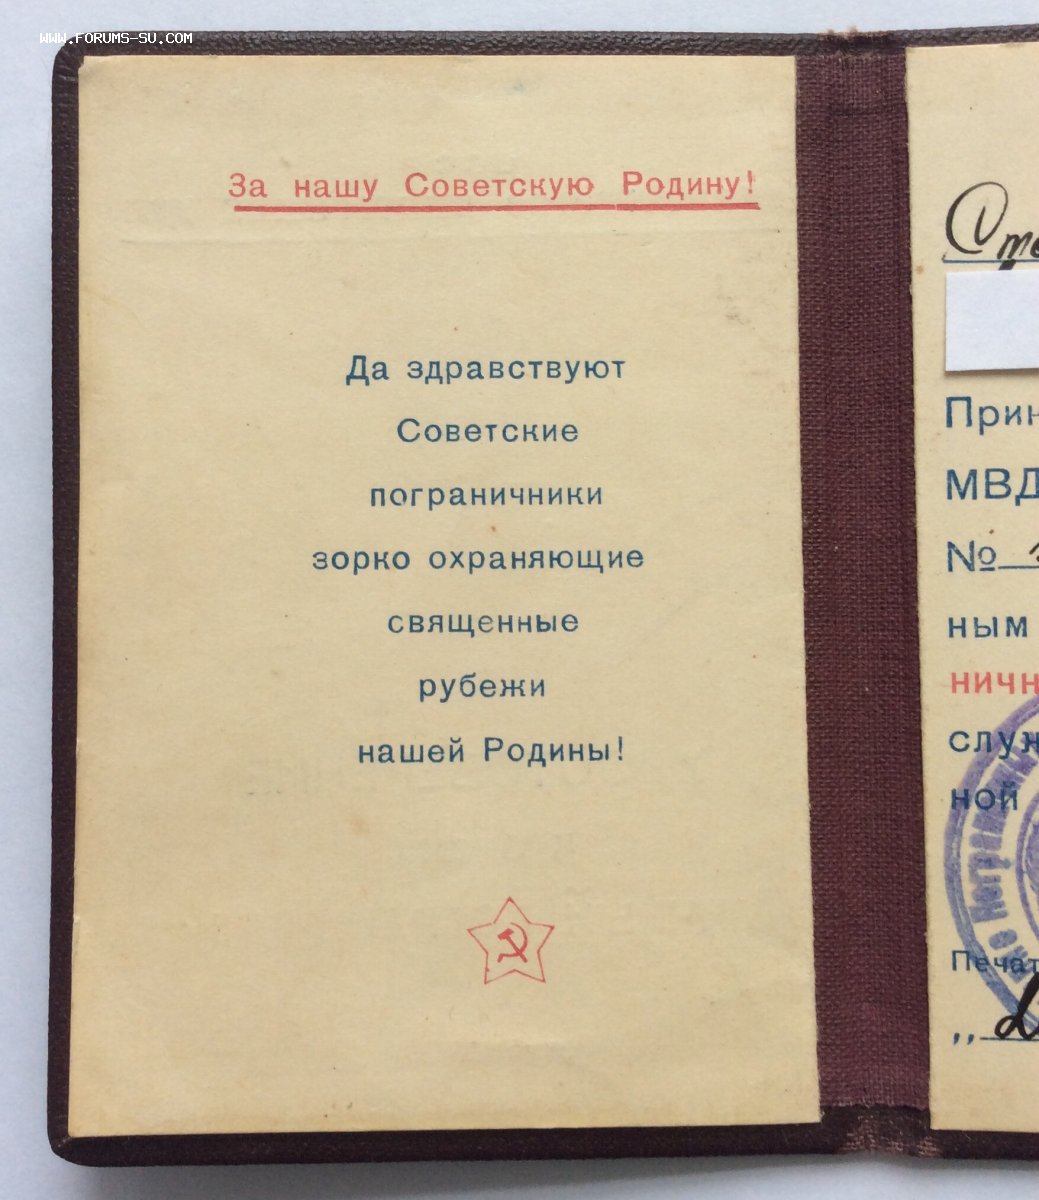 WWW.FORUMS-SU.COM
За нашу Советскую Родину!
Да здравствуют
Советские
пограничники
зорко охраняющие
священные
рубежи
нашей Родины!
МВД
№
ным
ничн
служ
ной
Печат